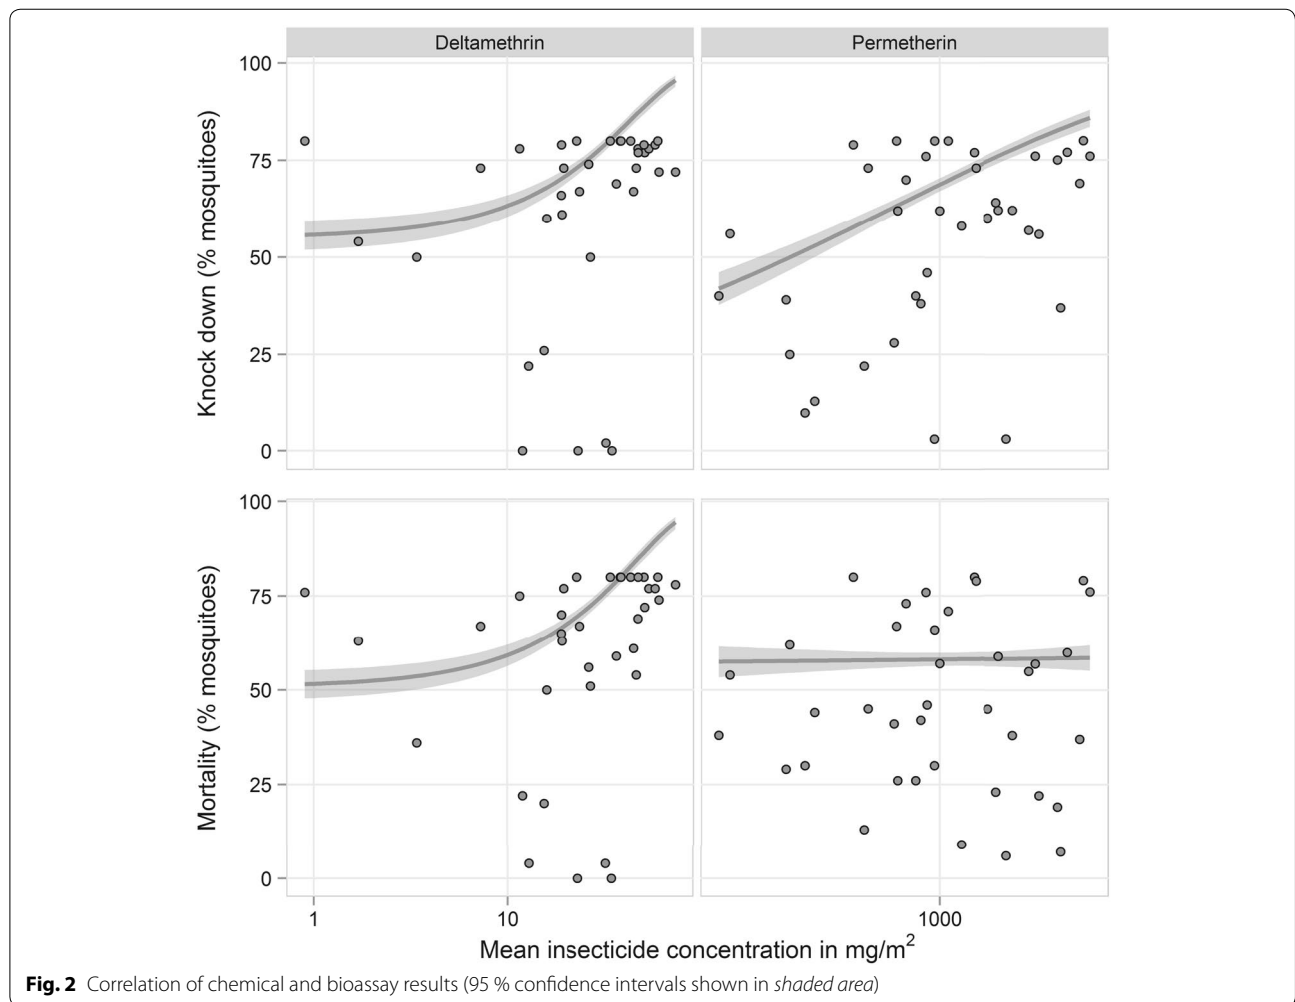 Deltamethrin Permetherin
Knock down (% mosquitoes)
100
75
50
25
0
Mortality (% mosquitoes)
100
75
50
25
0
1 10 1000
Mean insecticide concentration in mg/m²
Fig. 2 Correlation of chemical and bioassay results (95 % confidence intervals shown in shaded area)